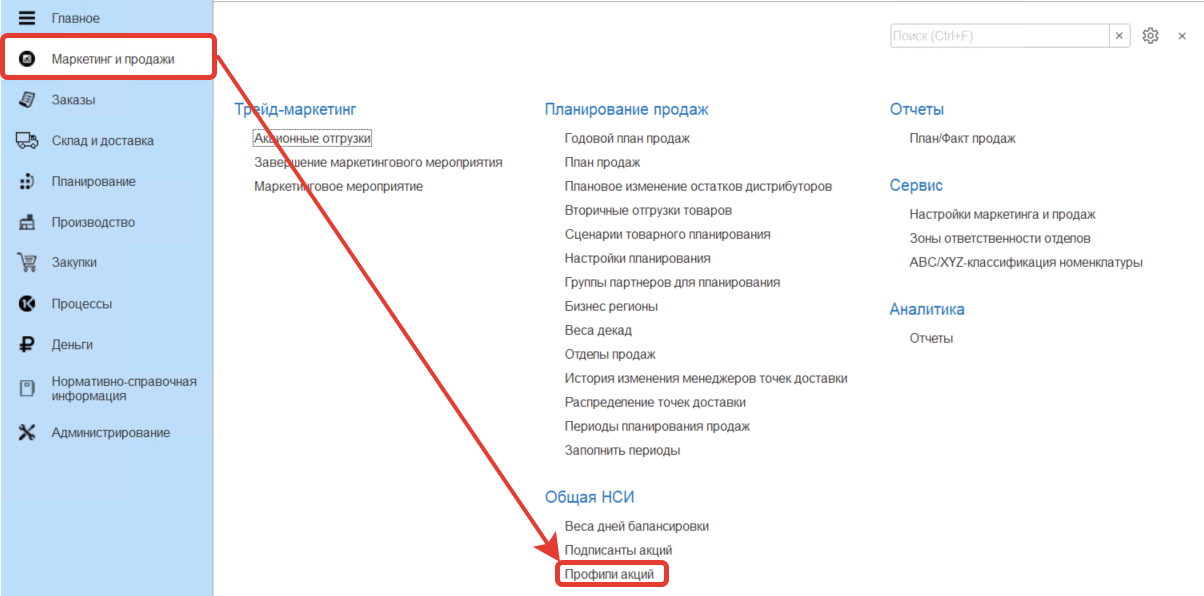 Главное
Маркетинг и продажи
Заказы
Склад и доставка
Планирование
Производство
Закупки
Процессы
Деньги
Нормативно-справочная
информация
Администрирование
Поиск (Ctrl+F)
Трейд-маркетинг
Акционные отгрузки
Завершение маркетингового мероприятия
Маркетинговое мероприятие
Планирование продаж
Годовой план продаж
План продаж
Плановое изменение остатков дистрибуторов
Вторичные отгрузки товаров
Сценарии товарного планирования
Настройки планирования
Группы партнеров для планирования
Бизнес регионы
Веса декад
Отделы продаж
История изменения менеджеров точек доставки
Распределение точек доставки
Периоды планирования продаж
Заполнить периоды
Общая НСИ
Веса дней балансировки
Подписанты акций
Профили акций
Отчеты
План/Факт продаж
Сервис
Настройки маркетинга и продаж
Зоны ответственности отделов
ABC/XYZ-классификация номенклатуры
Аналитика
Отчеты